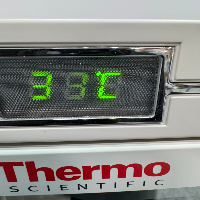 33 °C
Thermo
SCIENTIFIC